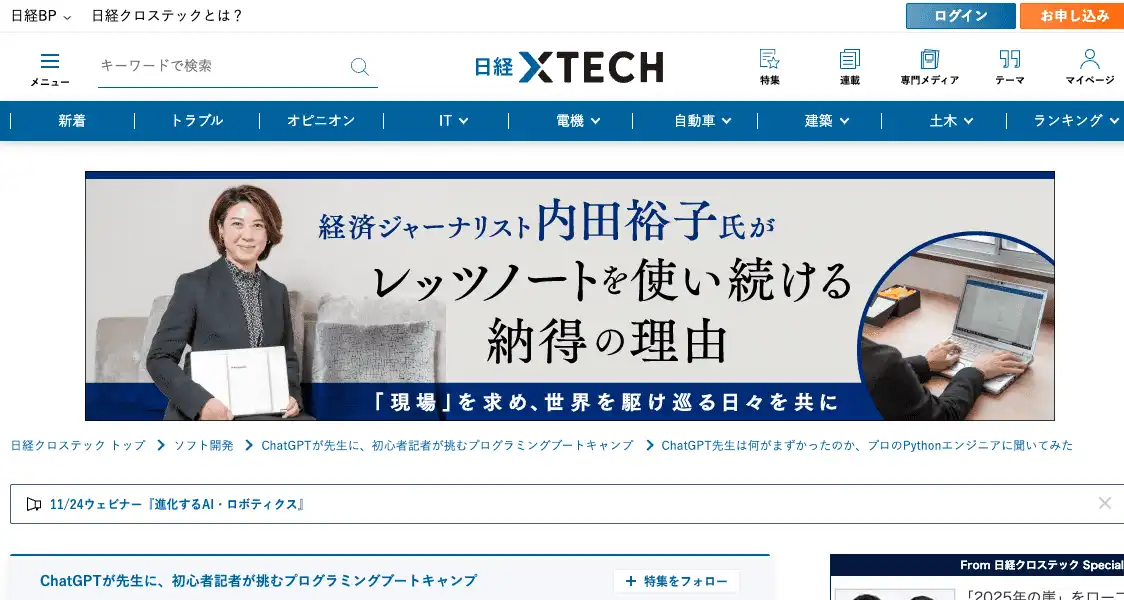 日経BP
日経クロステックとは？
ログイン
お申し込み
メニュー
キーワードで検索
日経 XTECH
特集
連載
専門メディア
テーマ
マイページ
新着
トラブル
オピニオン
IT
電機
自動車
建築
土木
ランキング
経済ジャーナリスト内田裕子氏が
レッツノートを使い続ける
納得の理由
「現場」を求め、世界を駆け巡る日々を共に
日経クロステック トップ
ソフト開発
ChatGPTが先生に、初心者記者が挑むプログラミングブートキャンプ
ChatGPT先生は何がまずかったのか、プロのPythonエンジニアに聞いてみた
11/24ウェビナー『進化するAI・ロボティクス』
ChatGPTが先生に、初心者記者が挑むプログラミングブートキャンプ
+ 特集をフォロー
From 日経クロステック Special
「2025年の崖」をロー